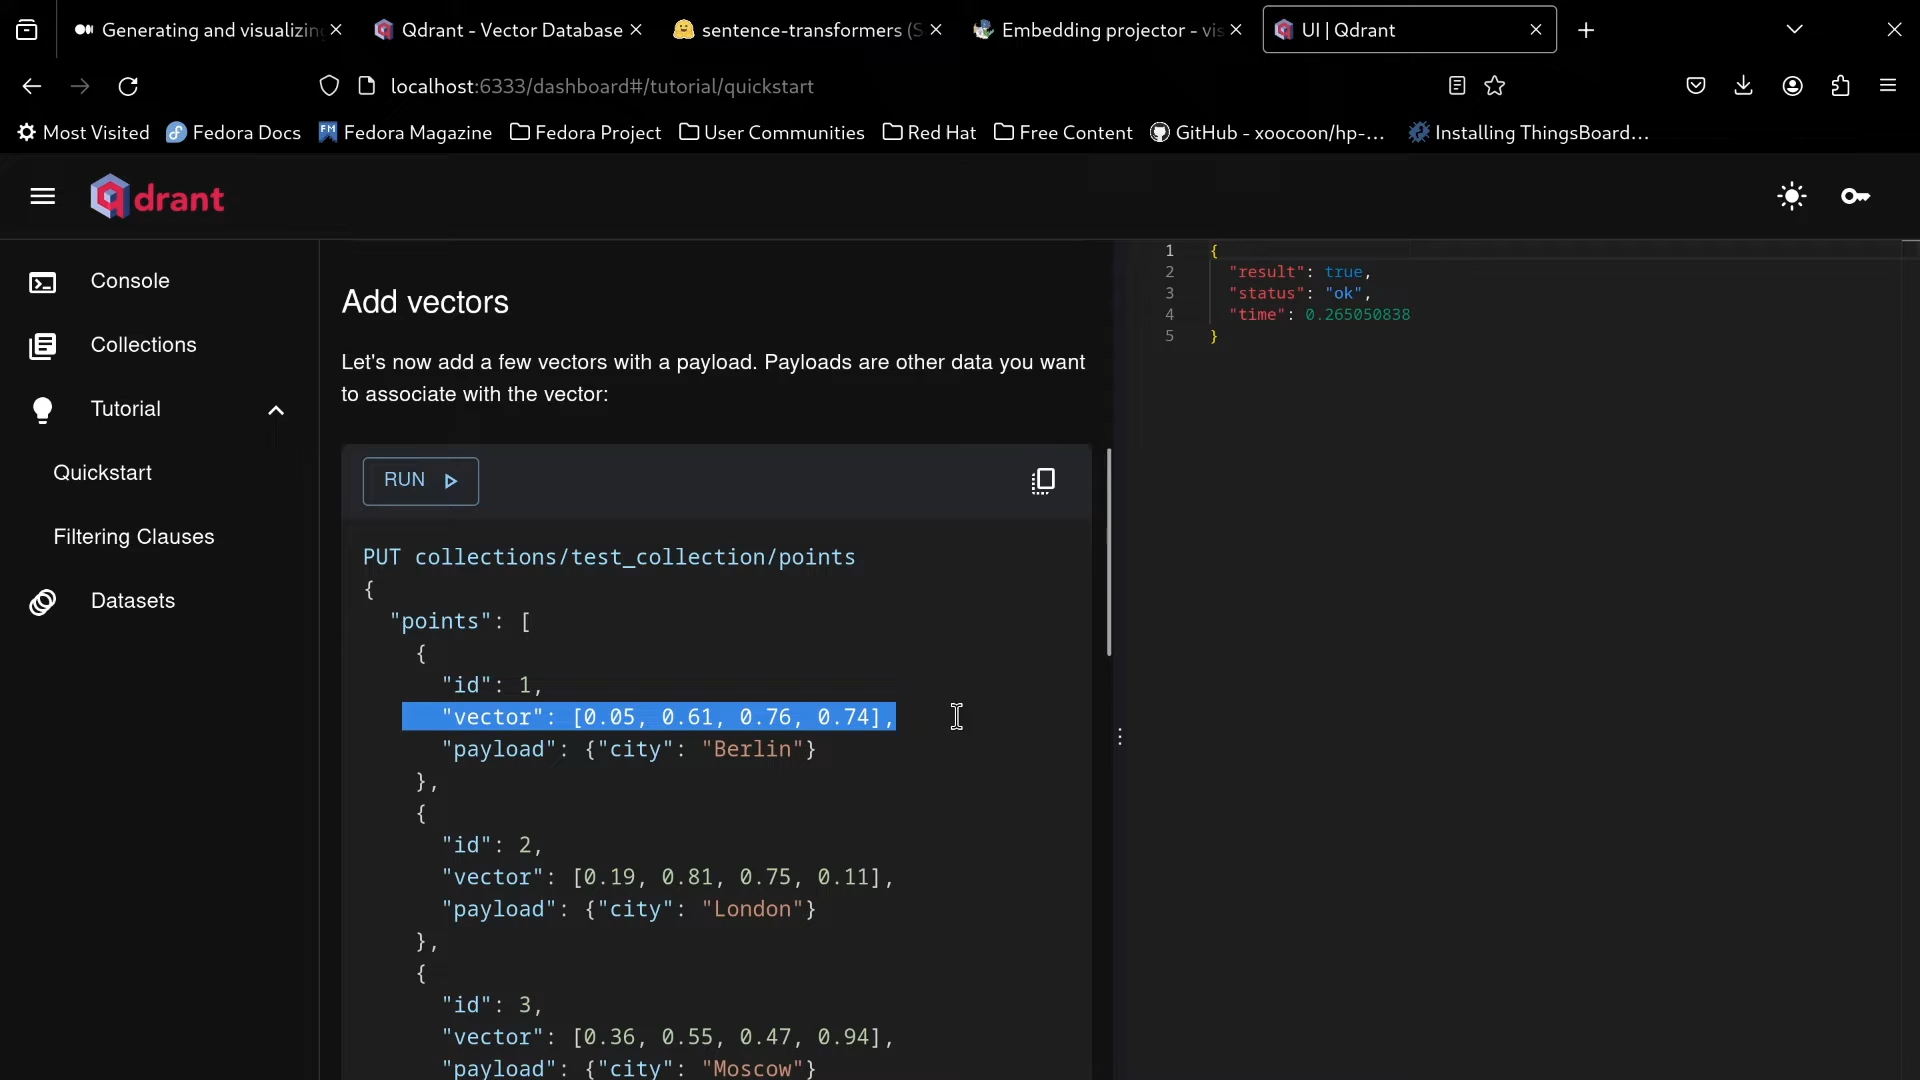 Generating and visualizin
Qdrant - Vector Database
sentence-transformers (S
Embedding projector - vis
UI | Qdrant
localhost:6333/dashboard#/tutorial/quickstart
Most Visited
Fedora Docs
Fedora Magazine
Fedora Project
User Communities
Red Hat
Free Content
GitHub - xoocoon/hp-...
Installing ThingsBoard...
qdrant
Console
Collections
Tutorial
Quickstart
Filtering Clauses
Datasets
Add vectors
Let's now add a few vectors with a payload. Payloads are other data you want
to associate with the vector:
RUN
PUT collections/test_collection/points
{
"points": [
{
"id": 1,
"vector": [0.05, 0.61, 0.76, 0.74],
"payload": {"city": "Berlin"}
},
{
"id": 2,
"vector": [0.19, 0.81, 0.75, 0.11],
"payload": {"city": "London"}
},
{
"id": 3,
"vector": [0.36, 0.55, 0.47, 0.94],
"payload": {"city": "Moscow"}
1 {
2 "result": true,
3 "status": "ok",
4 "time": 0.265050838
5 }